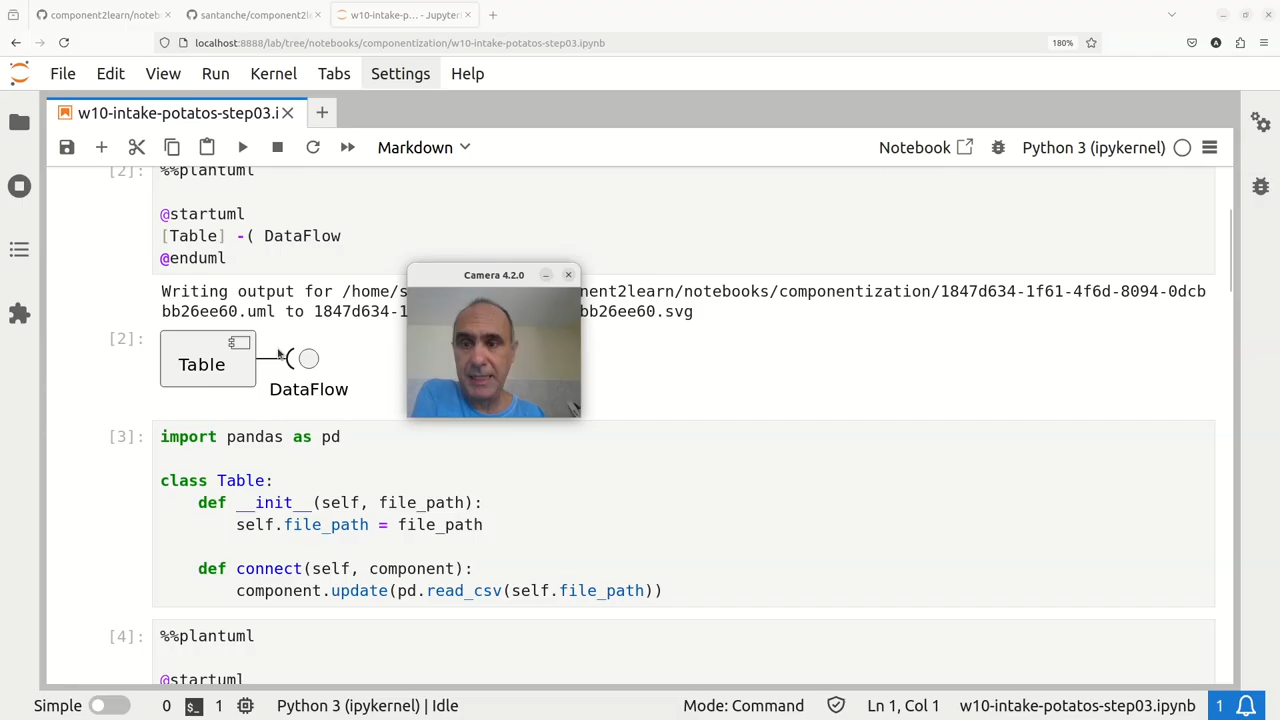 component2learn/noteb
santanche/component2l
w10-intake-p... - Jupyter
localhost:8888/lab/tree/notebooks/componentization/w10-intake-potatos-step03.ipynb
180%
File Edit View Run Kernel Tabs Settings Help
w10-intake-potatos-step03.i
Markdown
Notebook
Python 3 (ipykernel)
[2]:
%%plantuml
@startuml
[Table] -( DataFlow
@enduml
Camera 4.2.0
Writing output for /home/s nent2learn/notebooks/componentization/1847d634-1f61-4f6d-8094-0dcb
bb26ee60.uml to 1847d634-1 bb26ee60.svg
[2]:
Table
DataFlow
[3]:
import pandas as pd
class Table:
def __init__(self, file_path):
self.file_path = file_path
def connect(self, component):
component.update(pd.read_csv(self.file_path))
[4]:
%%plantuml
@startuml
Simple
0
1
Python 3 (ipykernel) | Idle
Mode: Command
Ln 1, Col 1
w10-intake-potatos-step03.ipynb
1